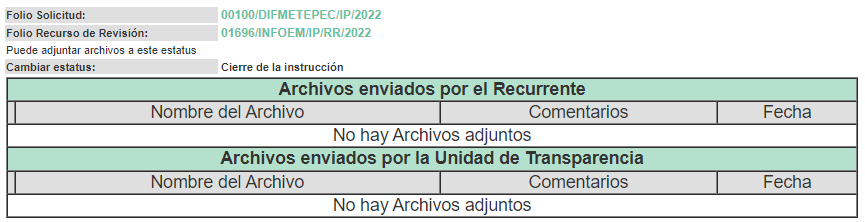 Folio Solicitud: 00100/DIFMETEPEC/IP/2022
Folio Recurso de Revisión: 01696/INFOEM/IP/RR/2022
Puede adjuntar archivos a este estatus
Cambiar estatus: Cierre de la instrucción
Archivos enviados por el Recurrente
Nombre del Archivo Comentarios Fecha
No hay Archivos adjuntos
Archivos enviados por la Unidad de Transparencia
Nombre del Archivo Comentarios Fecha
No hay Archivos adjuntos